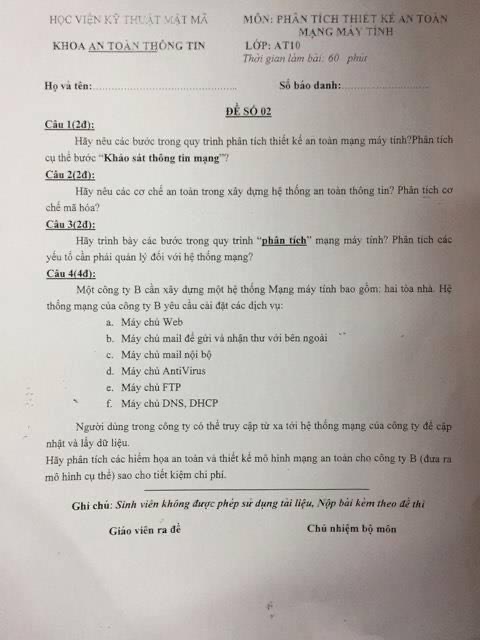 HỌC VIỆN KỸ THUẬT MẬT MÃ
MÔN: PHÂN TÍCH THIẾT KẾ AN TOÀN
MẠNG MÁY TÍNH
KHOA AN TOÀN THÔNG TIN
LỚP: AT10
Thời gian làm bài: 60 phút
Họ và tên:
Số báo danh:
ĐỀ SỐ 02
Câu 1(2đ):
Hãy nêu các bước trong quy trình phân tích thiết kế an toàn mạng máy tính?Phân tích
cụ thể bước "Khảo sát thông tin mạng"?
Câu 2(2đ):
Hãy nêu các cơ chế an toàn trong xây dựng hệ thống an toàn thông tin? Phân tích cơ
chế mã hóa?
Câu 3(2đ):
Hãy trình bày các bước trong quy trình "phân tích" mạng máy tính? Phân tích các
yếu tố cần phải quản lý đối với hệ thống mạng?
Câu 4(4đ):
Một công ty B cần xây dựng một hệ thống Mạng máy tính bao gồm: hai tòa nhà. Hệ
thống mạng của công ty B yêu cầu cài đặt các dịch vụ:
a. Máy chủ Web
b. Máy chủ mail để gửi và nhận thư với bên ngoài
c. Máy chủ mail nội bộ
d. Máy chủ AntiVirus
e. Máy chủ FTP
f. Máy chủ DNS, DHCP
Người dùng trong công ty có thể truy cập từ xa tới hệ thống mạng của công ty để cập
nhật và lấy dữ liệu.
Hãy phân tích các hiểm họa an toàn và thiết kế mô hình mạng an toàn cho công ty B (đưa ra
mô hình cụ thể) sao cho tiết kiệm chi phí.
Ghi chú: Sinh viên không được phép sử dụng tài liệu, Nộp bài kèm theo đề thi
Giáo viên ra đề
Chủ nhiệm bộ môn